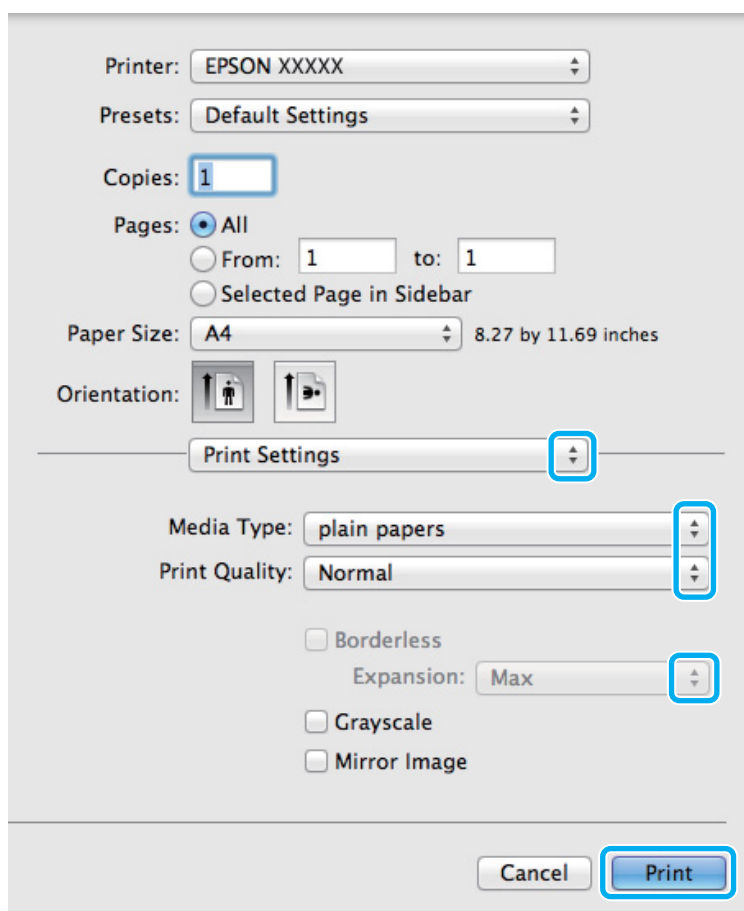 Printer: EPSON XXXXX
Presets: Default Settings
Copies: 1
Pages: All
From: 1 to: 1
Selected Page in Sidebar
Paper Size: A4 8.27 by 11.69 inches
Orientation:
Print Settings
Media Type: plain papers
Print Quality: Normal
Borderless
Expansion: Max
Grayscale
Mirror Image
Cancel Print